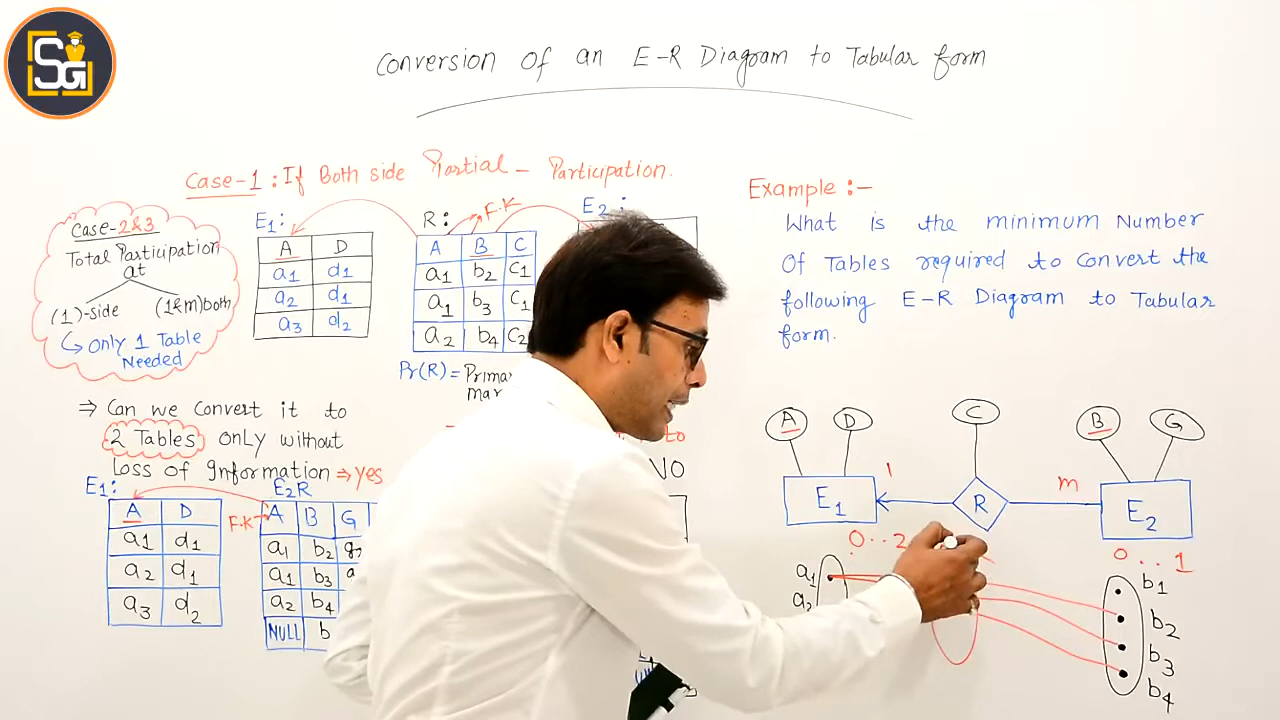 SG
Conversion of an E-R Diagram to Tabular form
Case-1 : If Both side Partial - Participation.
Case-2&3
Total Participation
at
(1)-side (1&m)both
↳ only 1 Table
Needed
E1:
A D
a1 d1
a2 d1
a3 d2
R: F.K
A B C
a1 b2 c1
a1 b3 c1
a2 b4 c2
E2:
Pr(R) =
⇒ Can we Convert it to
2 Tables only without
Loss of Information ⇒ yes
E1:
A D
a1 d1
a2 d1
a3 d2
E2R
F.K
A B G
a1 b2
a1 b3
a2 b4
NULL b
to
NO
Example :-
What is the minimum Number
Of Tables required to Convert the
following E-R Diagram to Tabular
form.
A D C B G
E1 1 R m E2
0..2 0...1
a1
a2
b1
b2
b3
b4